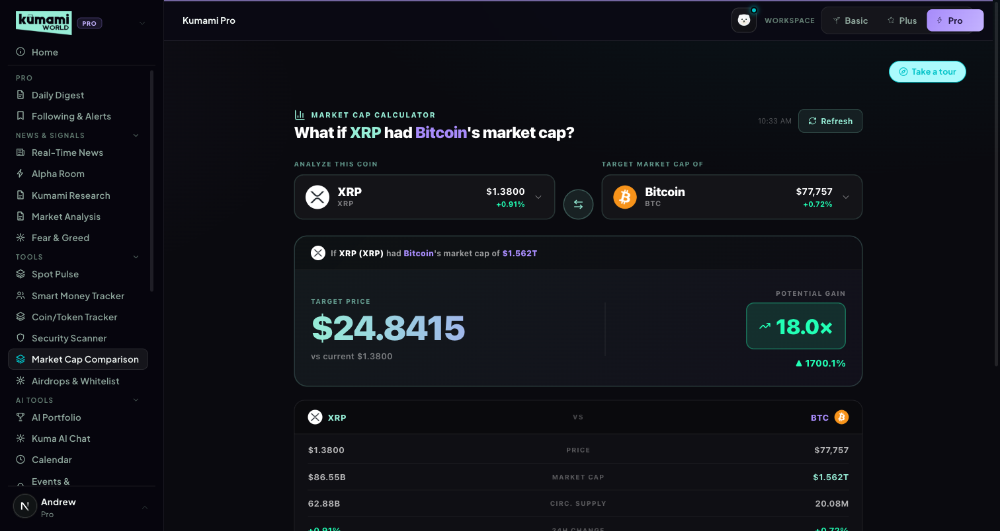 kumami
WORLD
PRO
Home
PRO
Daily Digest
Following & Alerts
NEWS & SIGNALS
Real-Time News
Alpha Room
Kumami Research
Market Analysis
Fear & Greed
TOOLS
Spot Pulse
Smart Money Tracker
Coin/Token Tracker
Security Scanner
Market Cap Comparison
Airdrops & Whitelist
AI TOOLS
AI Portfolio
Kuma AI Chat
Calendar
Events &
N
Andrew
Pro
Kumami Pro
WORKSPACE
Basic
Plus
Pro
Take a tour
MARKET CAP CALCULATOR
What if XRP had Bitcoin's market cap?
10:33 AM
Refresh
ANALYZE THIS COIN
XRP
XRP
$1.3800
+0.91%
TARGET MARKET CAP OF
Bitcoin
BTC
$77,757
+0.72%
If XRP (XRP) had Bitcoin's market cap of $1.562T
TARGET PRICE
$24.8415
vs current $1.3800
POTENTIAL GAIN
18.0×
▲ 1700.1%
XRP VS BTC
$1.3800 PRICE $77,757
$86.55B MARKET CAP $1.562T
62.88B CIRC. SUPPLY 20.08M
+0.91% 24H CHANGE +0.72%